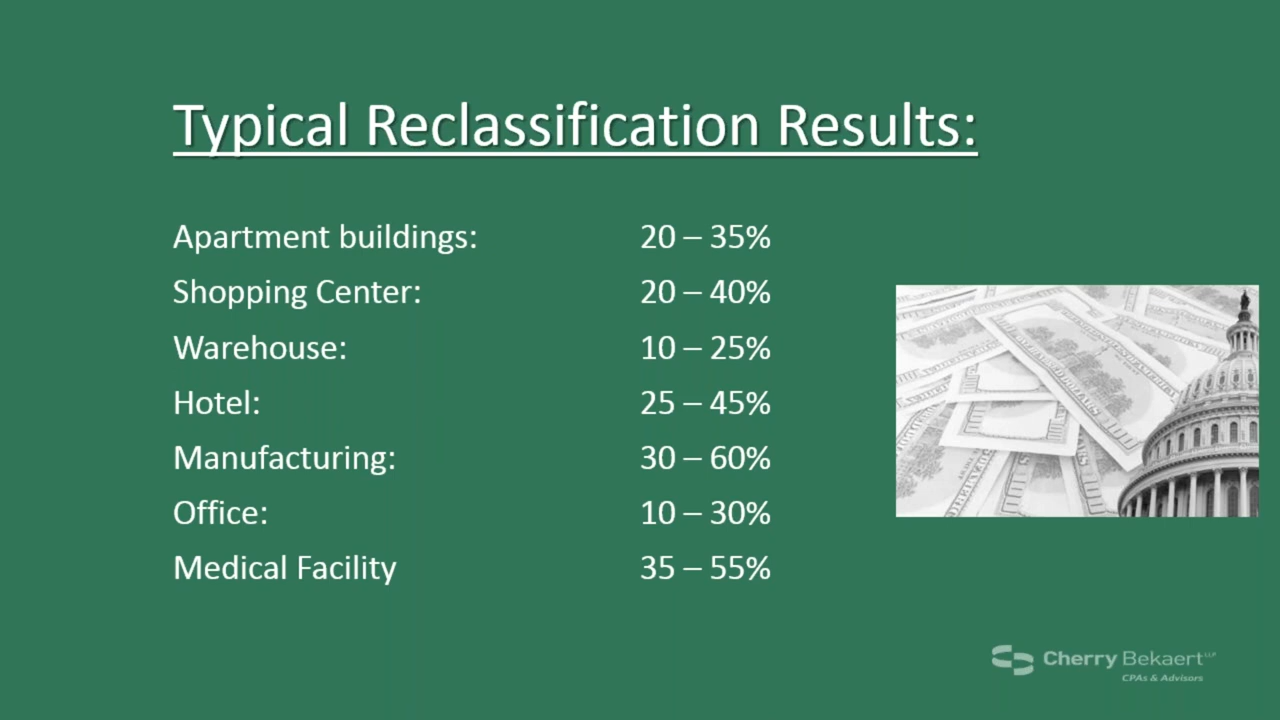 Typical Reclassification Results:
Apartment buildings: 20 – 35%
Shopping Center: 20 – 40%
Warehouse: 10 – 25%
Hotel: 25 – 45%
Manufacturing: 30 – 60%
Office: 10 – 30%
Medical Facility 35 – 55%
Cherry Bekaert LLP
CPAs & Advisors